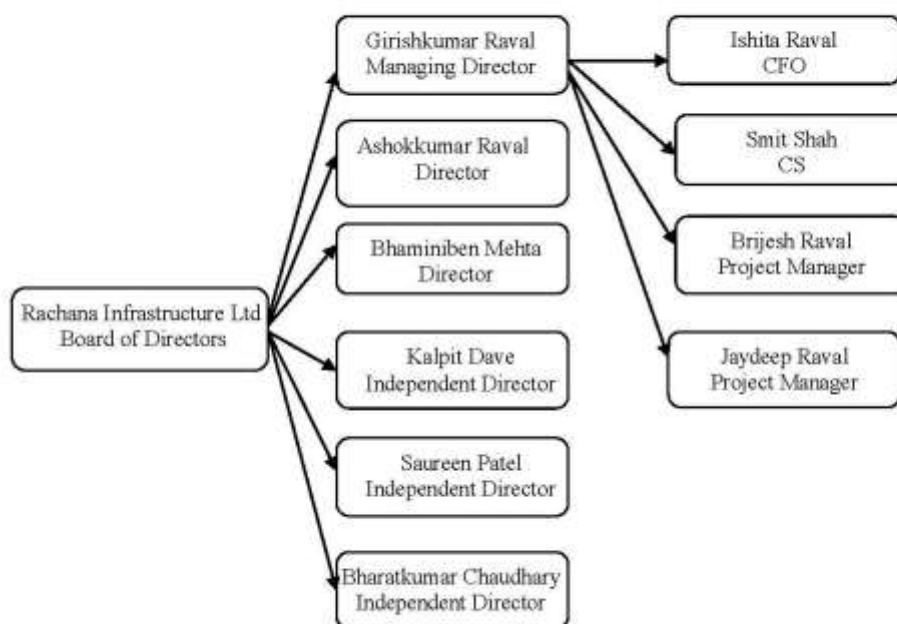 Rachana Infrastructure Ltd
Board of Directors
Girishkumar Raval
Managing Director
Ashokkumar Raval
Director
Bhaminiben Mehta
Director
Kalpit Dave
Independent Director
Saureen Patel
Independent Director
Bharatkumar Chaudhary
Independent Director
Ishita Raval
CFO
Smit Shah
CS
Brijesh Raval
Project Manager
Jaydeep Raval
Project Manager